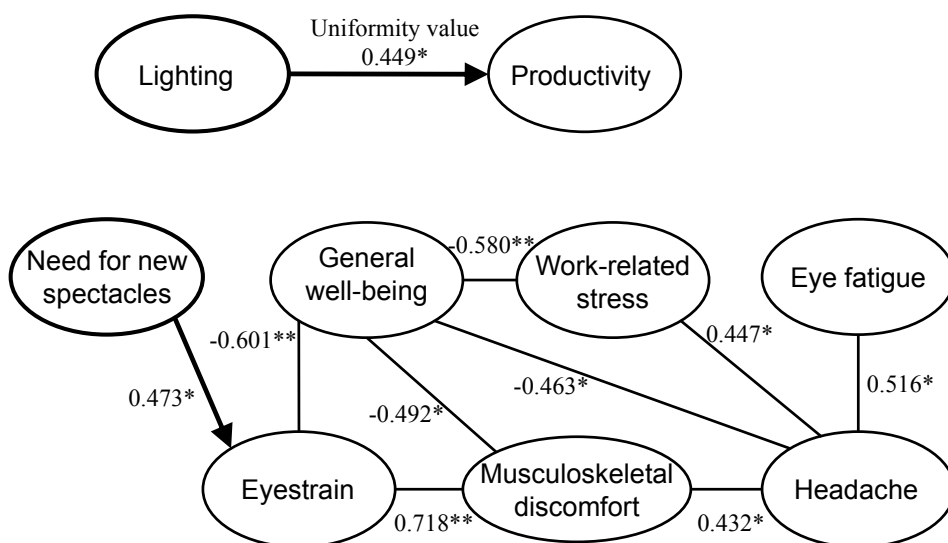 Uniformity value
0.449*
Lighting
Productivity
Need for new
spectacles
General
well-being
-0.580**
Work-related
stress
Eye fatigue
-0.601**
0.447*
0.473*
-0.463*
0.516*
-0.492*
Eyestrain
Musculoskeletal
discomfort
Headache
0.718**
0.432*